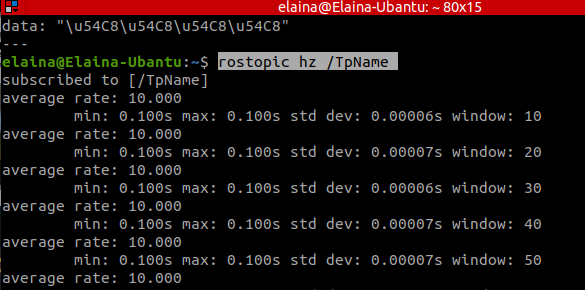 elaina@Elaina-Ubantu: ~ 80x15
data: "\u54C8\u54C8\u54C8\u54C8\u54C8"
---
elaina@Elaina-Ubantu:~$ rostopic hz /TpName
subscribed to [/TpName]
average rate: 10.000
        min: 0.100s max: 0.100s std dev: 0.00006s window: 10
average rate: 10.000
        min: 0.100s max: 0.100s std dev: 0.00007s window: 20
average rate: 10.000
        min: 0.100s max: 0.100s std dev: 0.00006s window: 30
average rate: 10.000
        min: 0.100s max: 0.100s std dev: 0.00007s window: 40
average rate: 10.000
        min: 0.100s max: 0.100s std dev: 0.00007s window: 50
average rate: 10.000